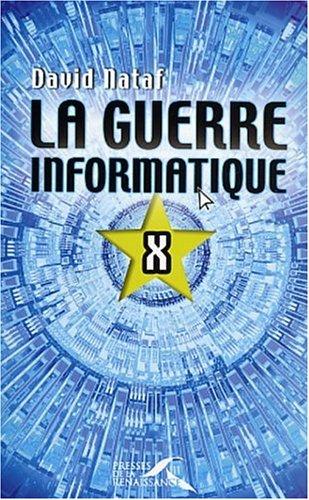 David Nataf
LA GUERRE
INFORMATIQUE
X
PRESSES
DE LA
RENAISSANCE